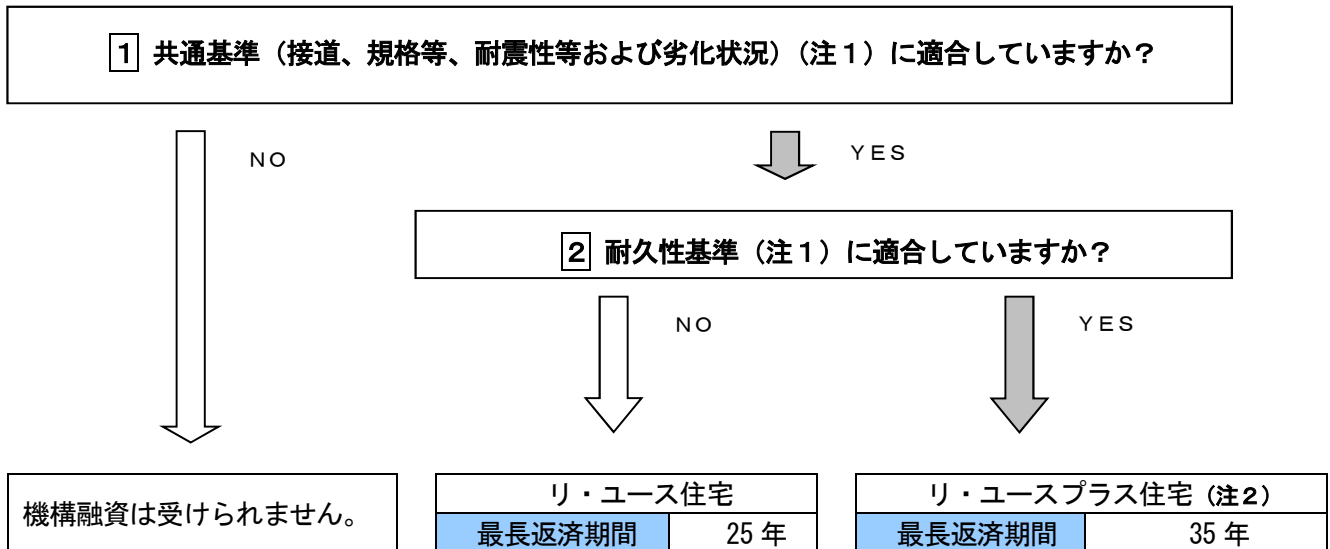 1 共通基準（接道、規格等、耐震性等および劣化状況）（注１）に適合していますか？
ＮＯ
ＹＥＳ
2 耐久性基準（注１）に適合していますか？
ＮＯ
ＹＥＳ
機構融資は受けられません。
リ・ユース住宅
最長返済期間 25 年
リ・ユースプラス住宅（注２）
最長返済期間 35 年